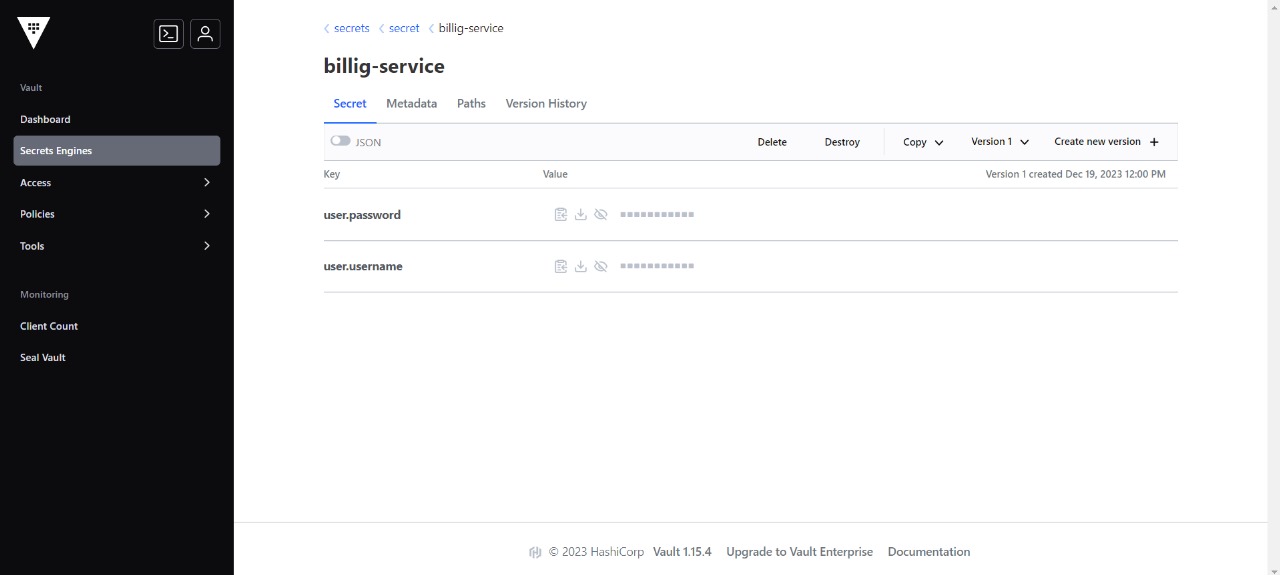 secrets secret billig-service
billig-service
Vault
Dashboard
Secrets Engines
Access
Policies
Tools
Monitoring
Client Count
Seal Vault
Secret Metadata Paths Version History
JSON Delete Destroy Copy Version 1 Create new version
Key Value Version 1 created Dec 19, 2023 12:00 PM
user.password
user.username
© 2023 HashiCorp Vault 1.15.4 Upgrade to Vault Enterprise Documentation